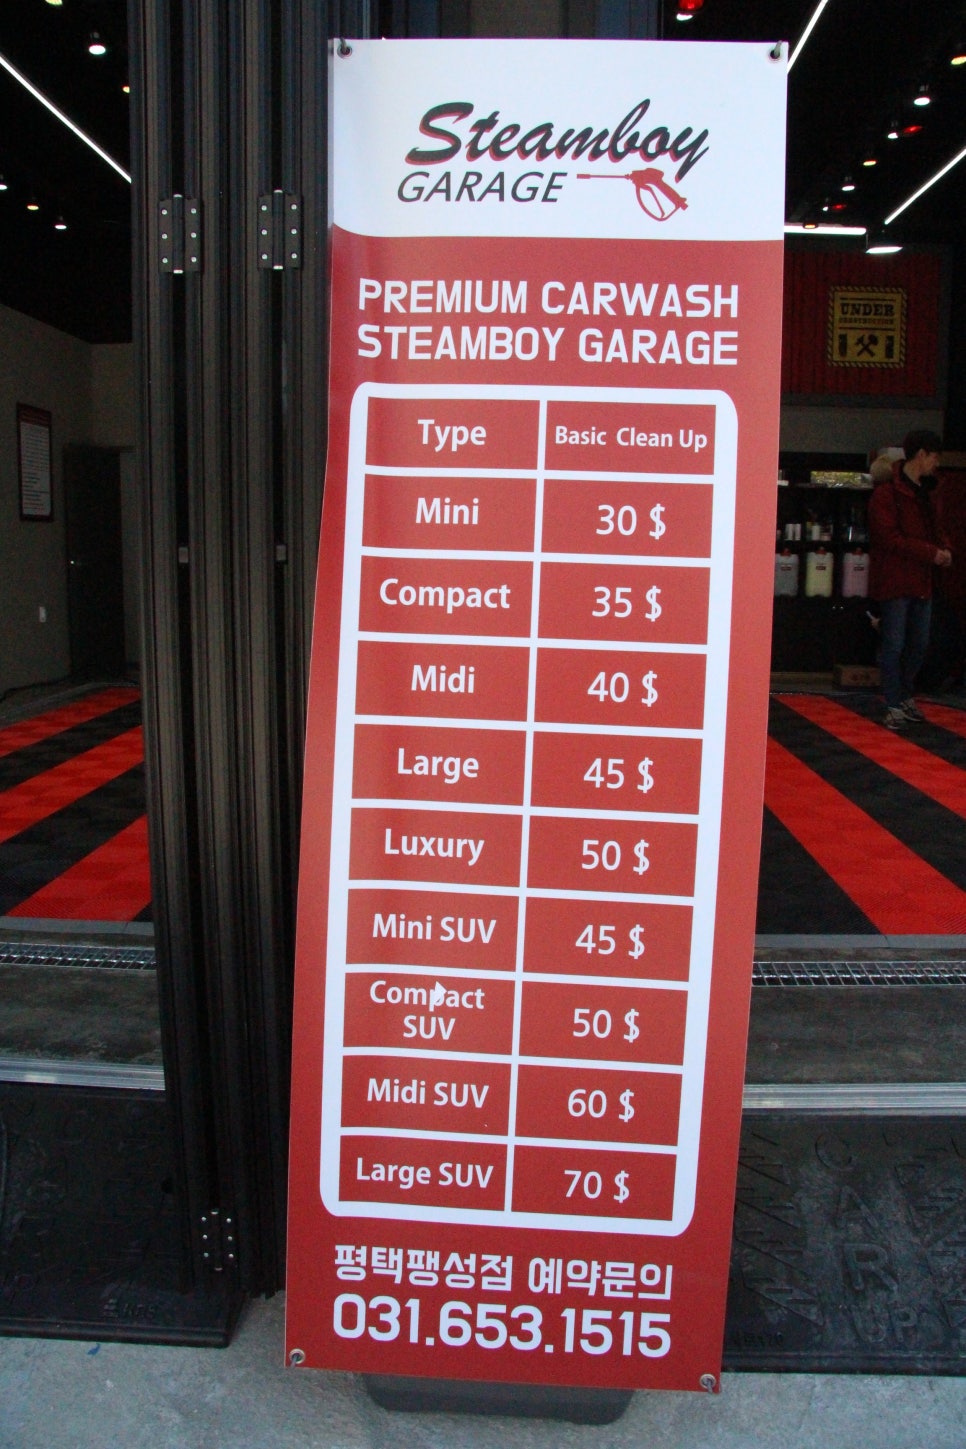 Steamboy
GARAGE
PREMIUM CARWASH
STEAMBOY GARAGE
Type Basic Clean Up
Mini 30 $
Compact 35 $
Midi 40 $
Large 45 $
Luxury 50 $
Mini SUV 45 $
Compact
SUV 50 $
Midi SUV 60 $
Large SUV 70 $
평택팽성점 예약문의
031.653.1515
UNDER
CONSTRUCTION